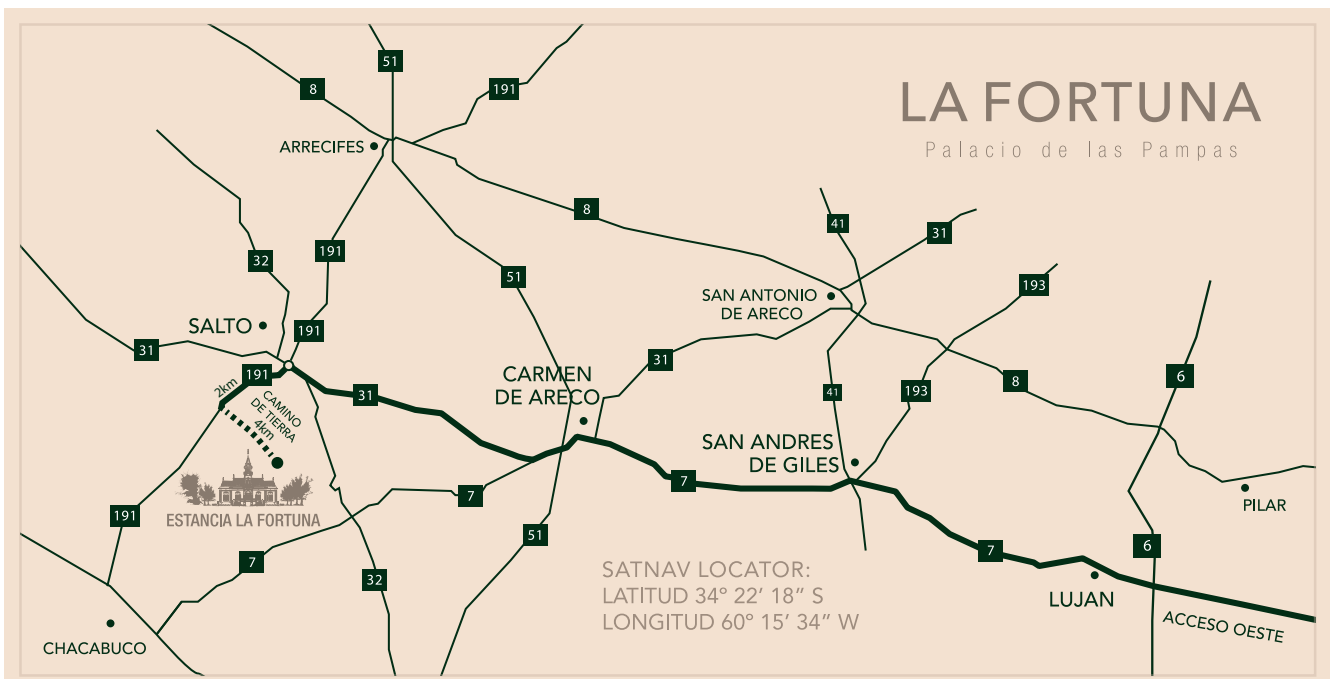 51
8
191
LA FORTUNA
Palacio de las Pampas
ARRECIFES
8
41
31
191
32
51
193
SAN ANTONIO
DE ARECO
SALTO
191
31
31
191
2km
CAMINO
DE TIERRA
4km
31
CARMEN
DE ARECO
41
193
8
6
SAN ANDRES
DE GILES
7
7
PILAR
191
ESTANCIA LA FORTUNA
51
6
7
7
32
SATNAV LOCATOR:
LATITUD 34º 22’ 18” S
LONGITUD 60º 15’ 34” W
LUJAN
ACCESO OESTE
CHACABUCO